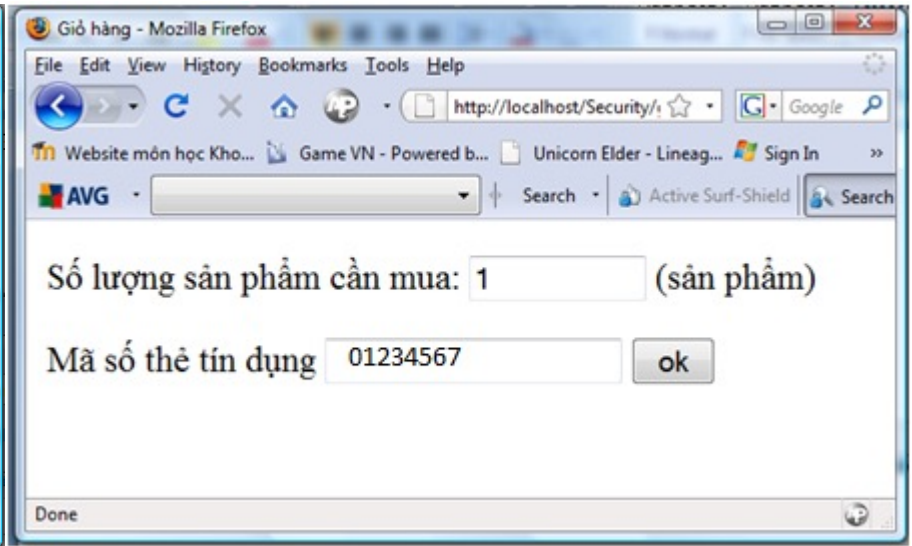 Giỏ hàng - Mozilla Firefox
File Edit View History Bookmarks Tools Help
http://localhost/Security/ Google
Website môn học Kho... Game VN - Powered b... Unicorn Elder - Lineag... Sign In »
AVG Search Active Surf-Shield Search
Số lượng sản phẩm cần mua: 1 (sản phẩm)
Mã số thẻ tín dụng 01234567 ok
Done